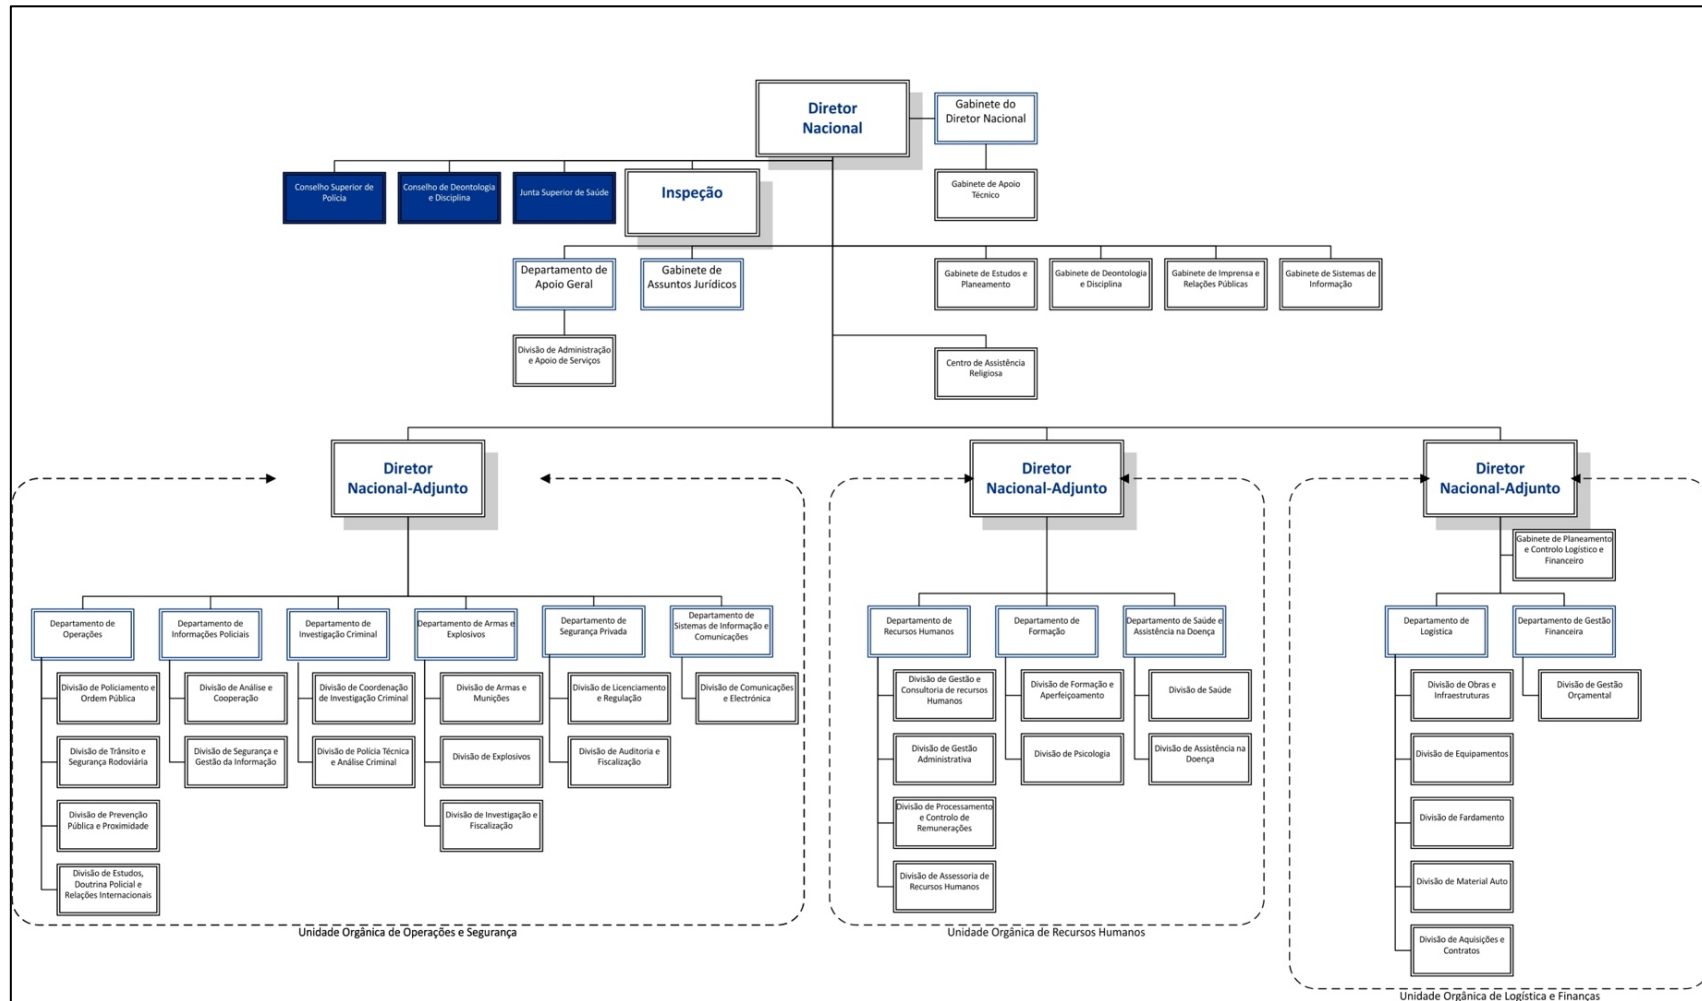 Diretor
Nacional
Gabinete do
Diretor Nacional
Conselho Superior de
Polícia
Conselho de Deontologia
e Disciplina
Junta Superior de Saúde
Inspeção
Gabinete de Apoio
Técnico
Departamento de
Apoio Geral
Gabinete de
Assuntos Jurídicos
Gabinete de Estudos e
Planeamento
Gabinete de Deontologia
e Disciplina
Gabinete de Imprensa e
Relações Públicas
Gabinete de Sistemas de
Informação
Divisão de Administração
e Apoio de Serviços
Centro de Assistência
Religiosa
Diretor
Nacional-Adjunto
Diretor
Nacional-Adjunto
Diretor
Nacional-Adjunto
Gabinete de Planeamento
e Controlo Logístico e
Financeiro
Departamento de
Operações
Departamento de
Informações Policiais
Departamento de
Investigação Criminal
Departamento de Armas e
Explosivos
Departamento de
Segurança Privada
Departamento de
Sistemas de Informação e
Comunicações
Departamento de
Recursos Humanos
Departamento de
Formação
Departamento de Saúde e
Assistência na Doença
Departamento de
Logística
Departamento de Gestão
Financeira
Divisão de Policiamento e
Ordem Pública
Divisão de Análise e
Cooperação
Divisão de Coordenação
de Investigação Criminal
Divisão de Armas e
Munições
Divisão de Licenciamento
e Regulação
Divisão de Comunicações
e Electrónica
Divisão de Gestão e
Consultoria de recursos
Humanos
Divisão de Formação e
Aperfeiçoamento
Divisão de Saúde
Divisão de Obras e
Infraestruturas
Divisão de Gestão
Orçamental
Divisão de Trânsito e
Segurança Rodoviária
Divisão de Segurança e
Gestão da Informação
Divisão de Polícia Técnica
e Análise Criminal
Divisão de Explosivos
Divisão de Auditoria e
Fiscalização
Divisão de Gestão
Administrativa
Divisão de Psicologia
Divisão de Assistência na
Doença
Divisão de Equipamentos
Divisão de Prevenção
Pública e Proximidade
Divisão de Investigação e
Fiscalização
Divisão de Processamento
e Controlo de
Remunerações
Divisão de Fardamento
Divisão de Estudos,
Doutrina Policial e
Relações Internacionais
Divisão de Assessoria de
Recursos Humanos
Divisão de Material Auto
Divisão de Aquisições e
Contratos
Unidade Orgânica de Operações e Segurança
Unidade Orgânica de Recursos Humanos
Unidade Orgânica de Logística e Finanças